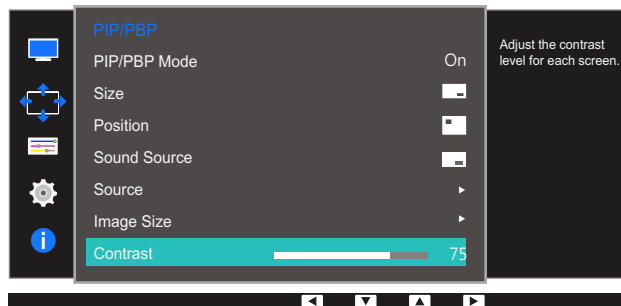 PIP/PBP
PIP/PBP Mode On
Size
Position
Sound Source
Source
Image Size
Contrast 75
Adjust the contrast
level for each screen.